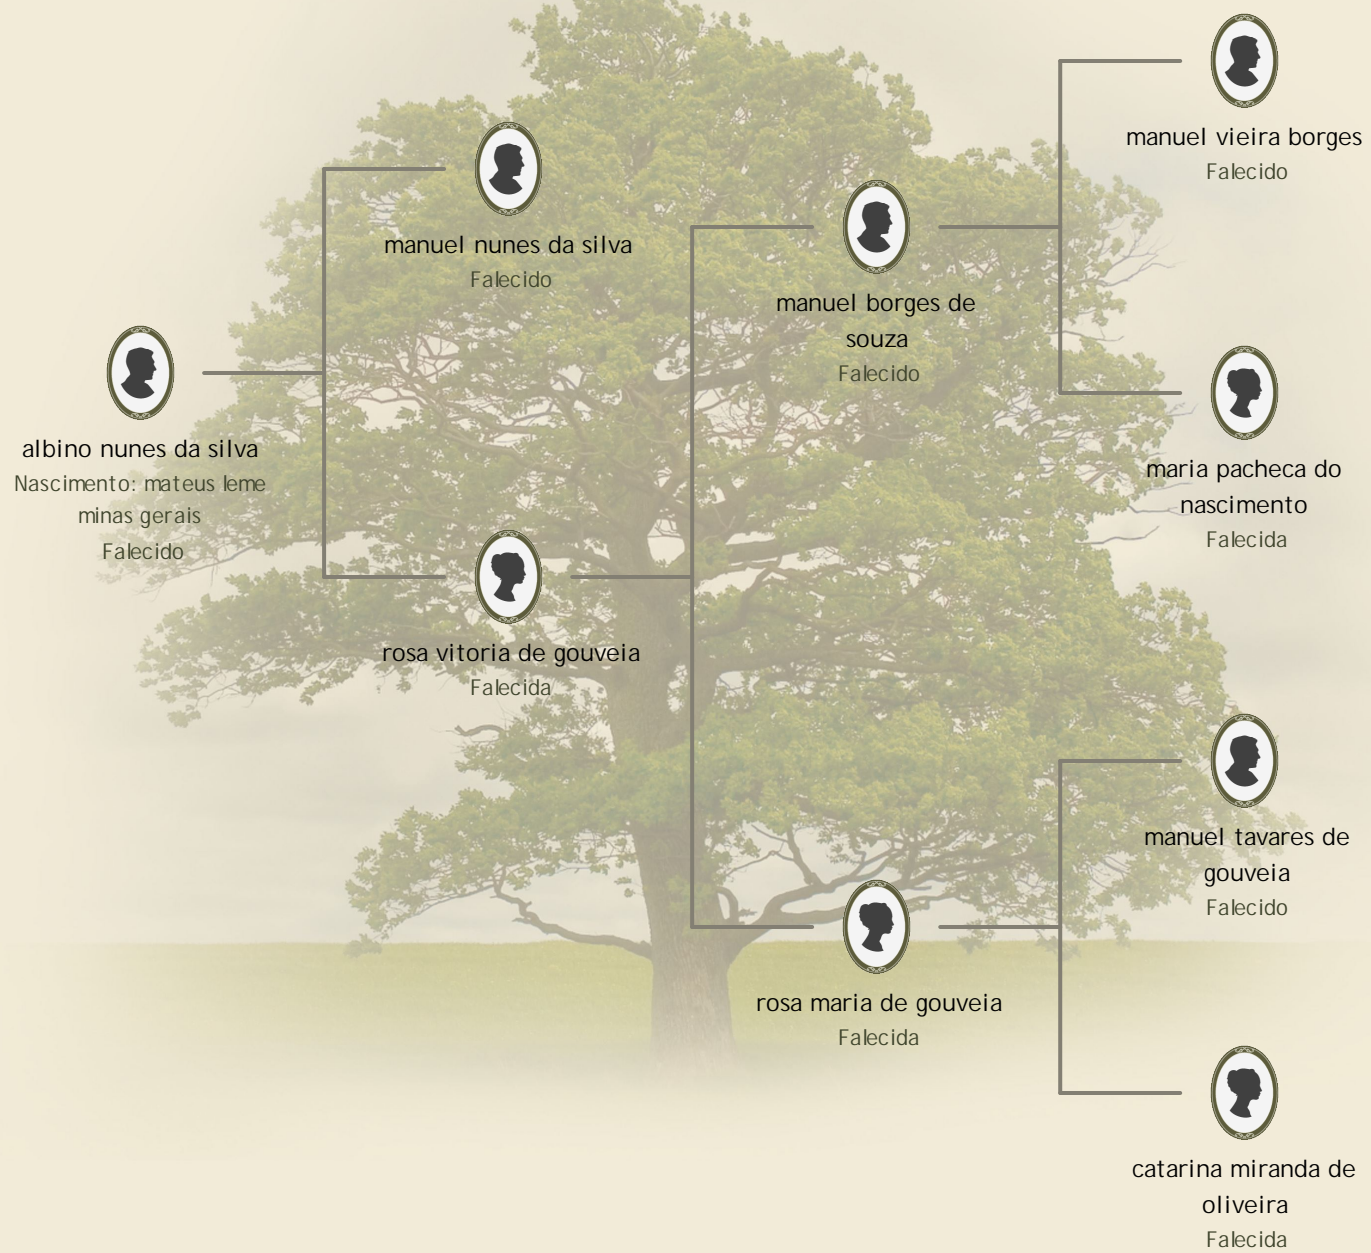 albino nunes da silva
Nascimento: mateus leme
minas gerais
Falecido
manuel nunes da silva
Falecido
rosa vitoria de gouveia
Falecida
manuel borges de
souza
Falecido
rosa maria de gouveia
Falecida
manuel vieira borges
Falecido
maria pacheca do
nascimento
Falecida
manuel tavares de
gouveia
Falecido
catarina miranda de
oliveira
Falecida